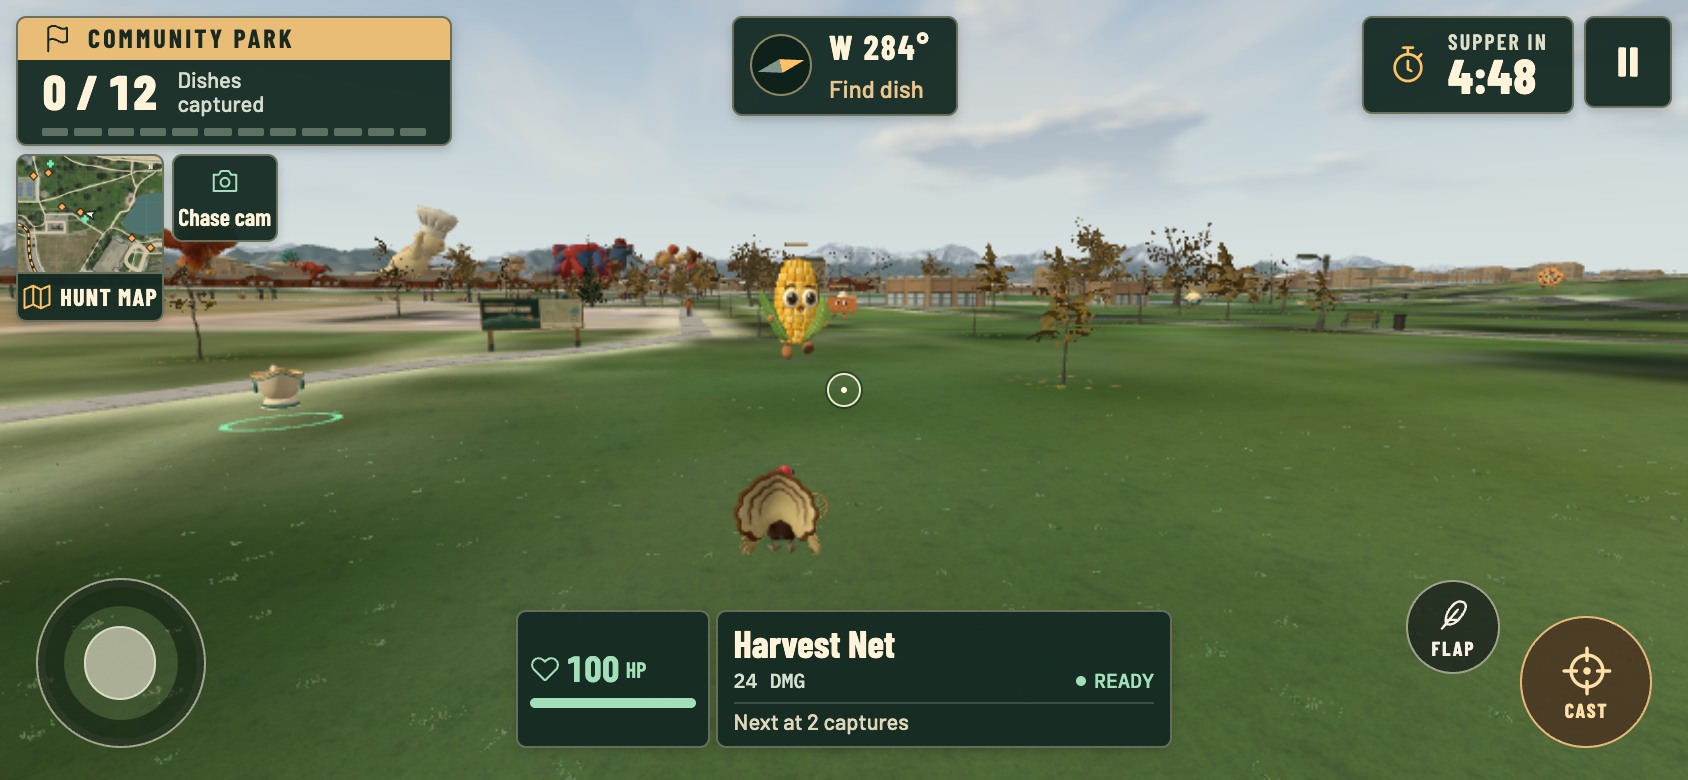 COMMUNITY PARK
0 / 12
Dishes
captured
W 284°
Find dish
SUPPER IN
4:48
Chase cam
HUNT MAP
100 HP
Harvest Net
24 DMG
READY
Next at 2 captures
FLAP
CAST